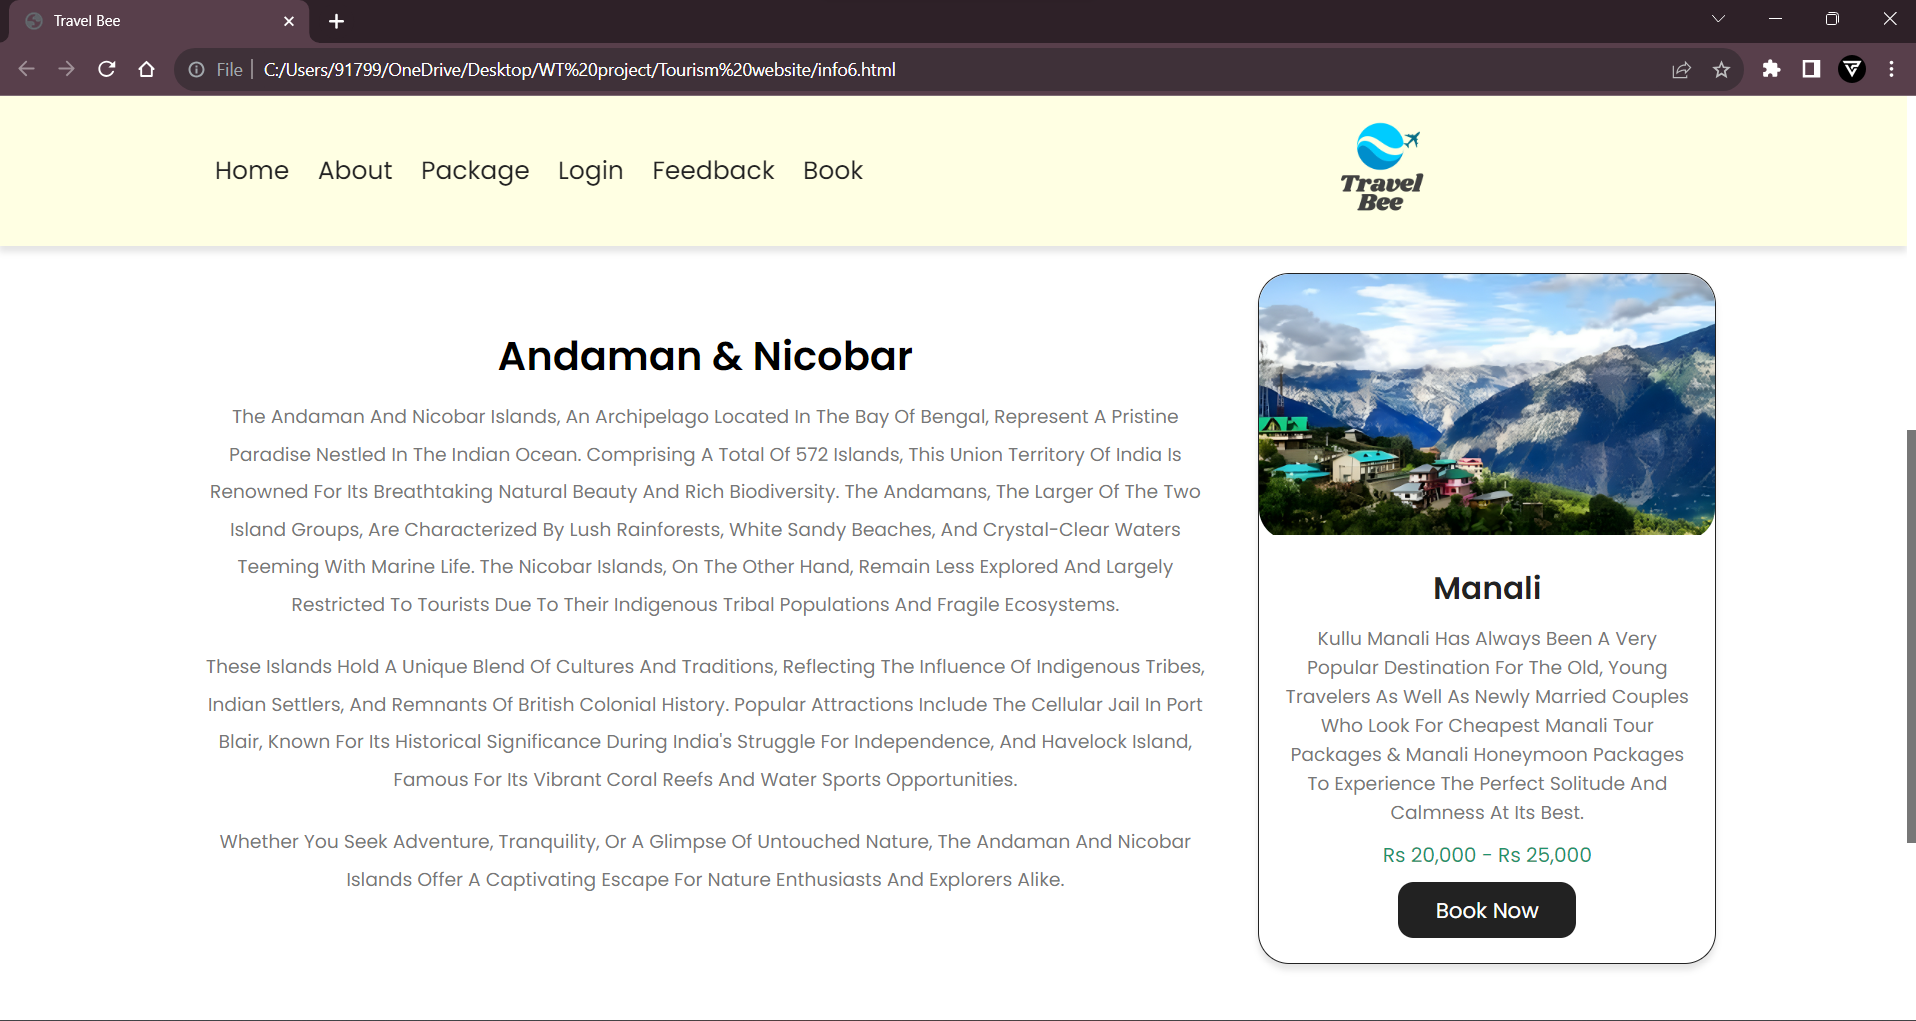 Travel Bee
File
C:/Users/91799/OneDrive/Desktop/WT%20project/Tourism%20website/info6.html
Home About Package Login Feedback Book
Travel
Bee
Andaman & Nicobar
The Andaman And Nicobar Islands, An Archipelago Located In The Bay Of Bengal, Represent A Pristine
Paradise Nestled In The Indian Ocean. Comprising A Total Of 572 Islands, This Union Territory Of India Is
Renowned For Its Breathtaking Natural Beauty And Rich Biodiversity. The Andamans, The Larger Of The Two
Island Groups, Are Characterized By Lush Rainforests, White Sandy Beaches, And Crystal-Clear Waters
Teeming With Marine Life. The Nicobar Islands, On The Other Hand, Remain Less Explored And Largely
Restricted To Tourists Due To Their Indigenous Tribal Populations And Fragile Ecosystems.
These Islands Hold A Unique Blend Of Cultures And Traditions, Reflecting The Influence Of Indigenous Tribes,
Indian Settlers, And Remnants Of British Colonial History. Popular Attractions Include The Cellular Jail In Port
Blair, Known For Its Historical Significance During India's Struggle For Independence, And Havelock Island,
Famous For Its Vibrant Coral Reefs And Water Sports Opportunities.
Whether You Seek Adventure, Tranquility, Or A Glimpse Of Untouched Nature, The Andaman And Nicobar
Islands Offer A Captivating Escape For Nature Enthusiasts And Explorers Alike.
Manali
Kullu Manali Has Always Been A Very
Popular Destination For The Old, Young
Travelers As Well As Newly Married Couples
Who Look For Cheapest Manali Tour
Packages & Manali Honeymoon Packages
To Experience The Perfect Solitude And
Calmness At Its Best.
Rs 20,000 - Rs 25,000
Book Now